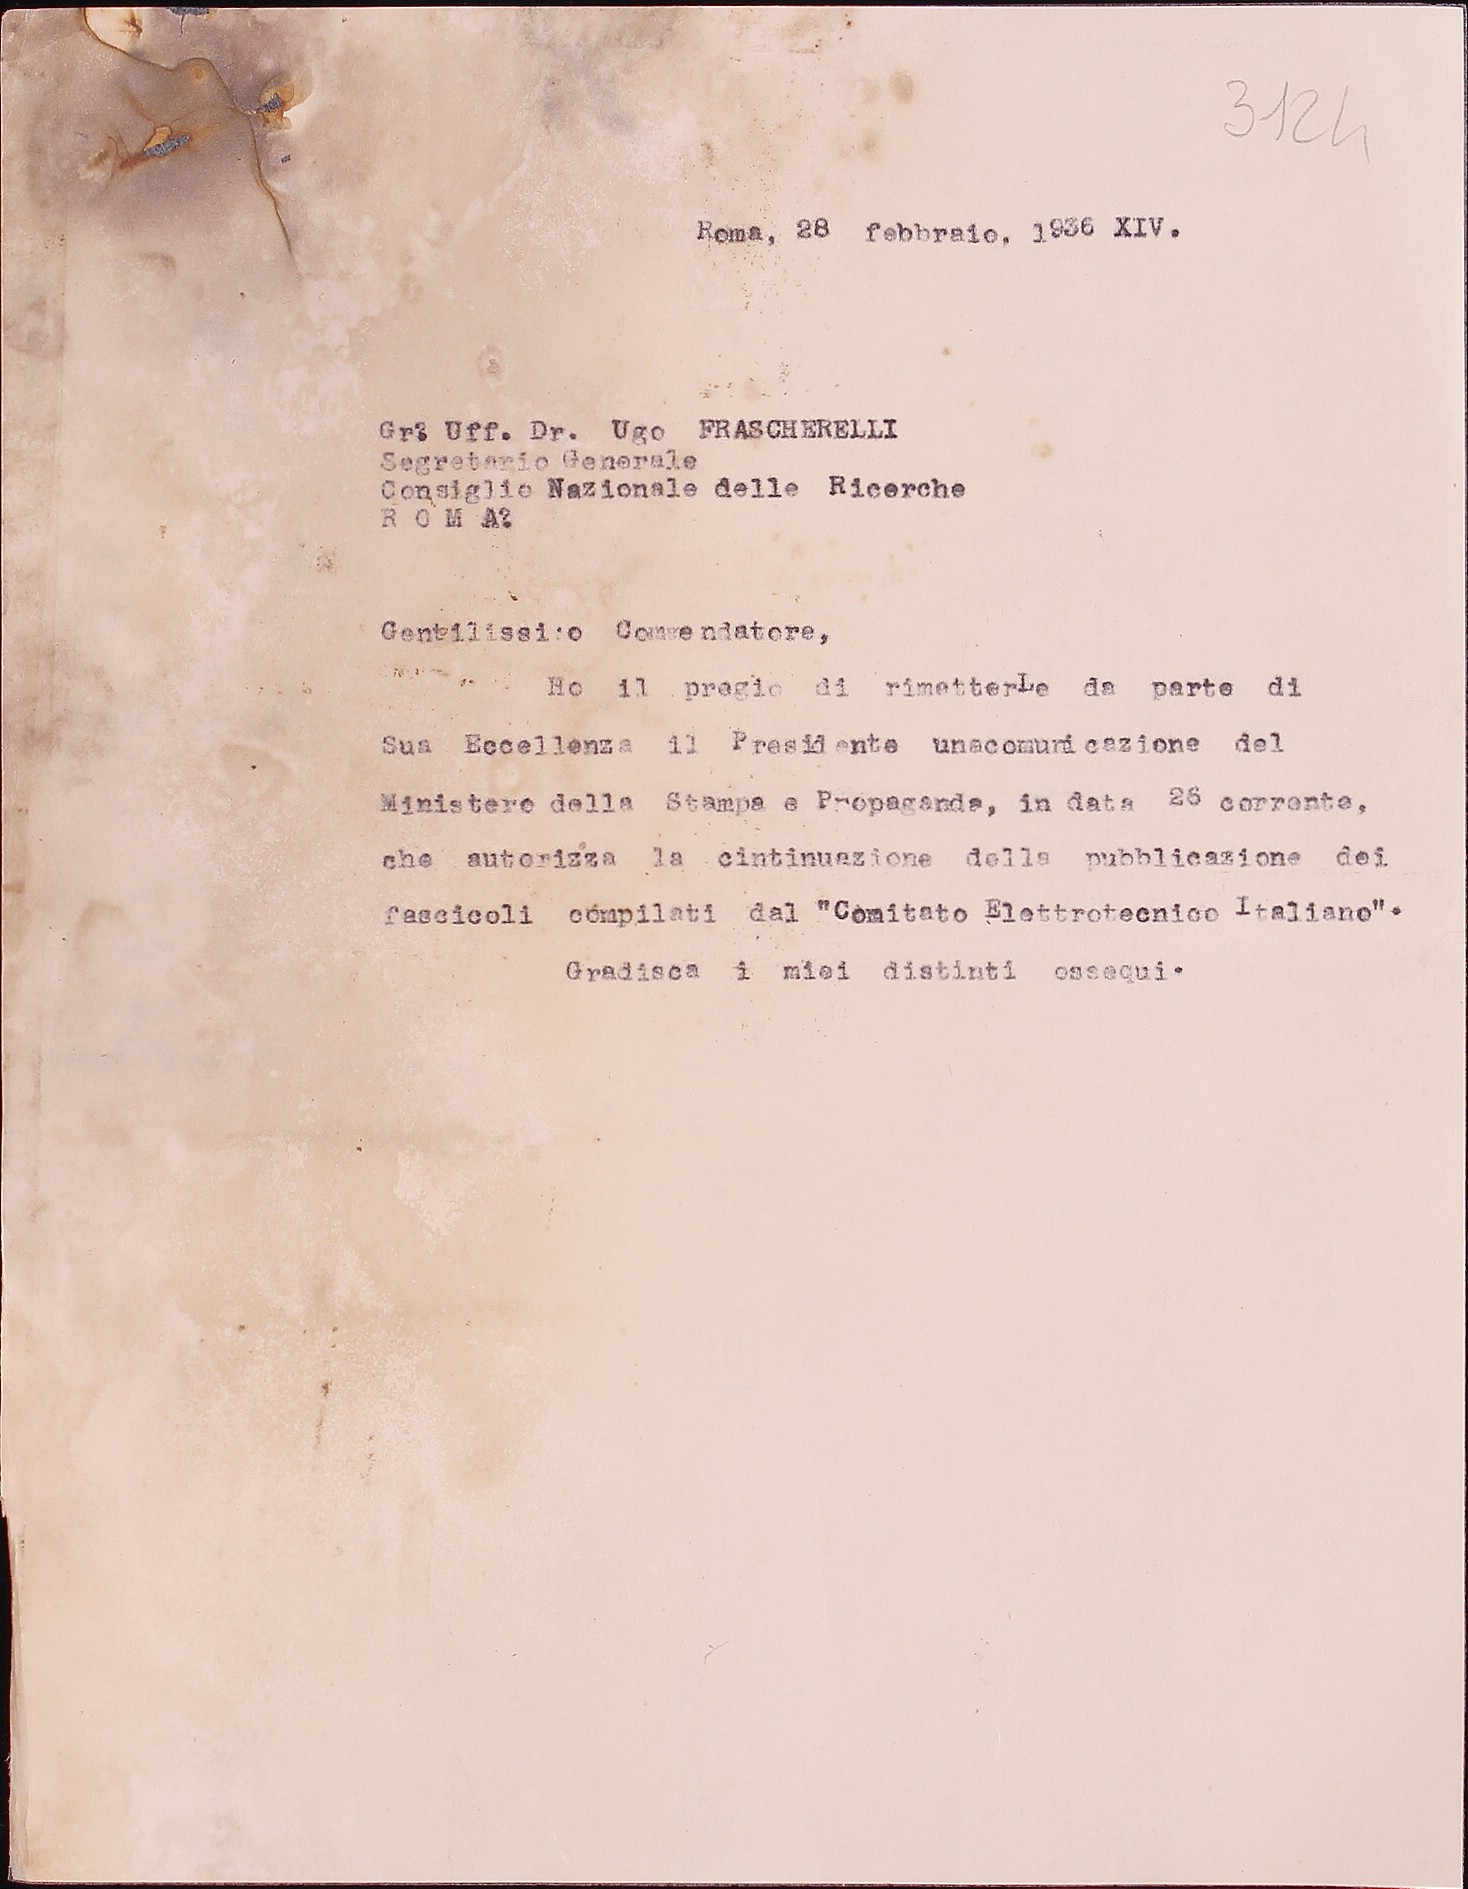 3124
Roma, 28 febbraio, 1936 XIV.
Gr? Uff. Dr. Ugo FRASCHERELLI
Segretario Generale
Consiglio Nazionale delle Ricerche
R O M A?
Gentilissimo Commendatore,
Ho il pregio di rimetterLe da parte di
Sua Eccellenza il Presidente unacomunicazione del
Ministero della Stampa e Propaganda, in data 26 corrente,
che autorizza la cintinuazione della pubblicazione dei
fascicoli compilati dal "Comitato Elettrotecnico Italiano".
Gradisca i miei distinti ossequi.